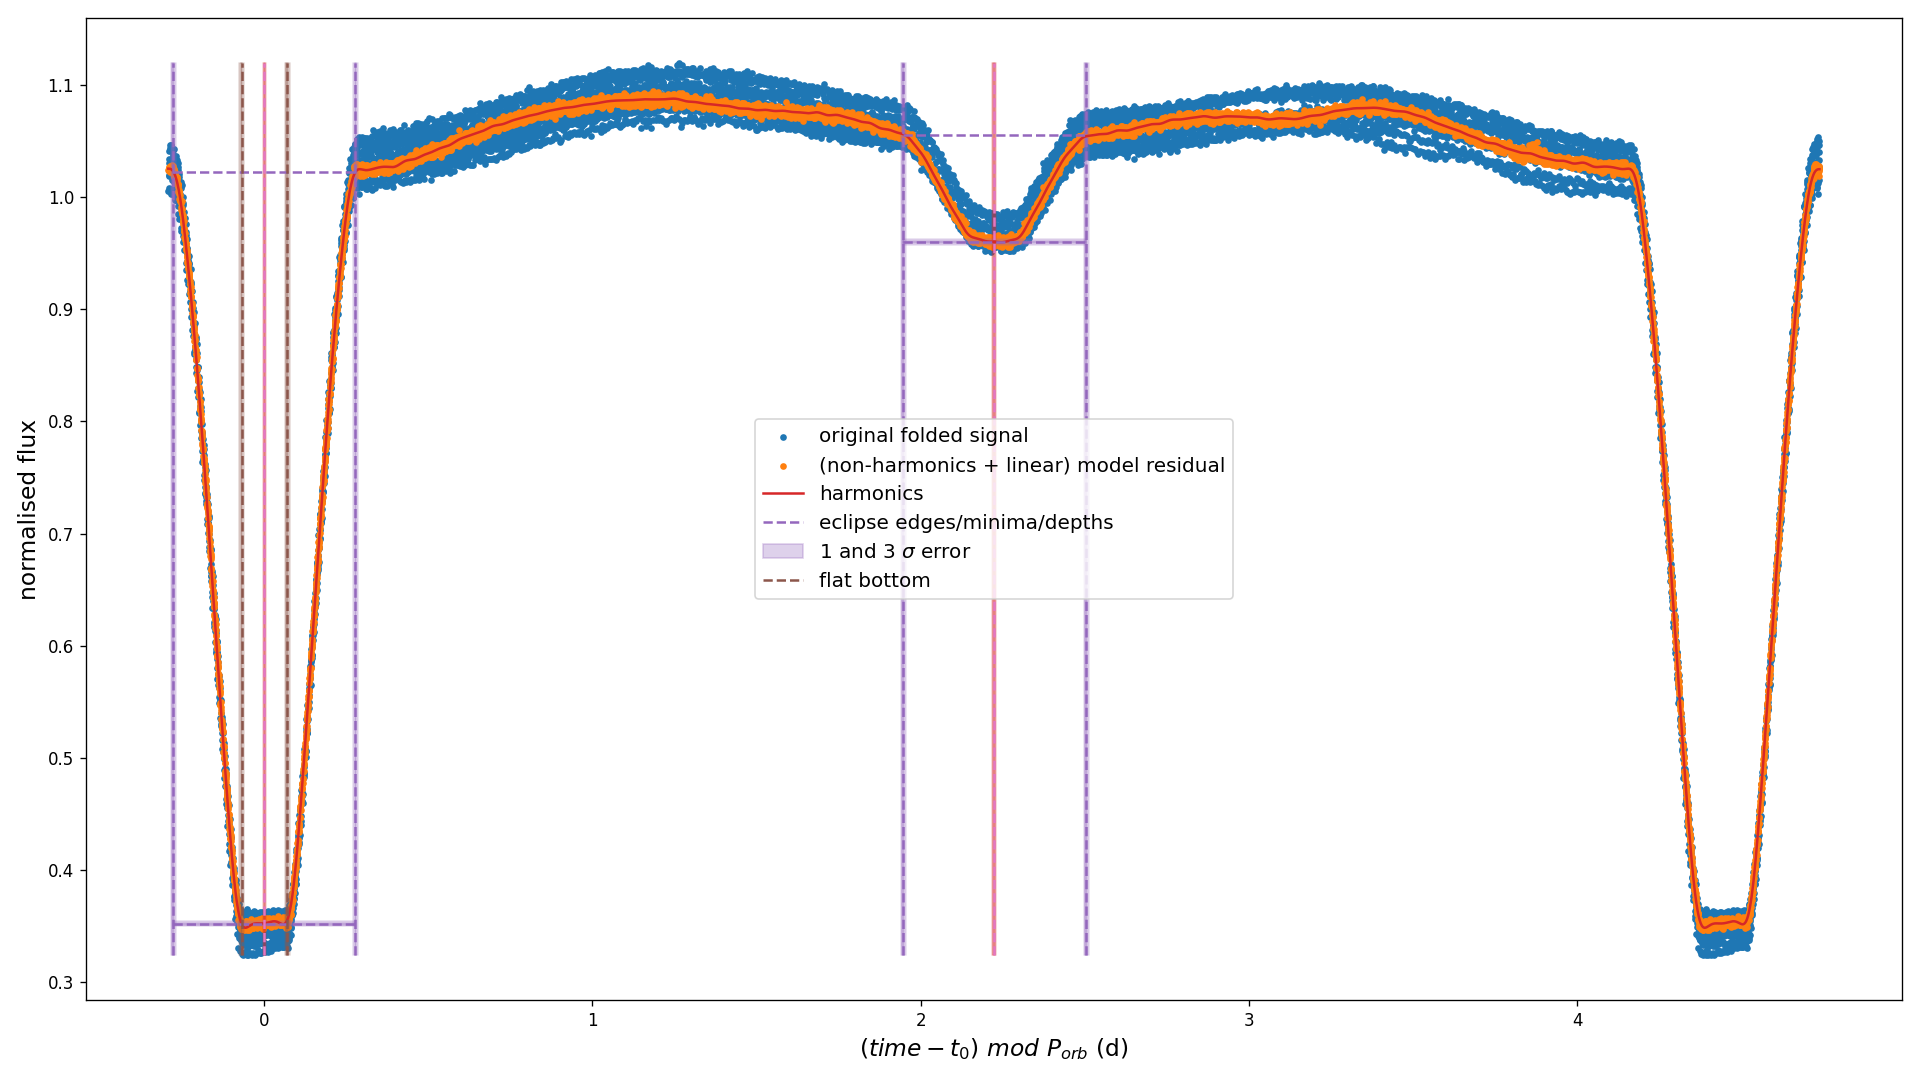 normalised flux
1.1
1.0
0.9
0.8
0.7
0.6
0.5
0.4
0.3
original folded signal
(non-harmonics + linear) model residual
harmonics
eclipse edges/minima/depths
1 and 3 σ error
flat bottom
0 1 2 3 4
(time − t₀) mod P_orb (d)